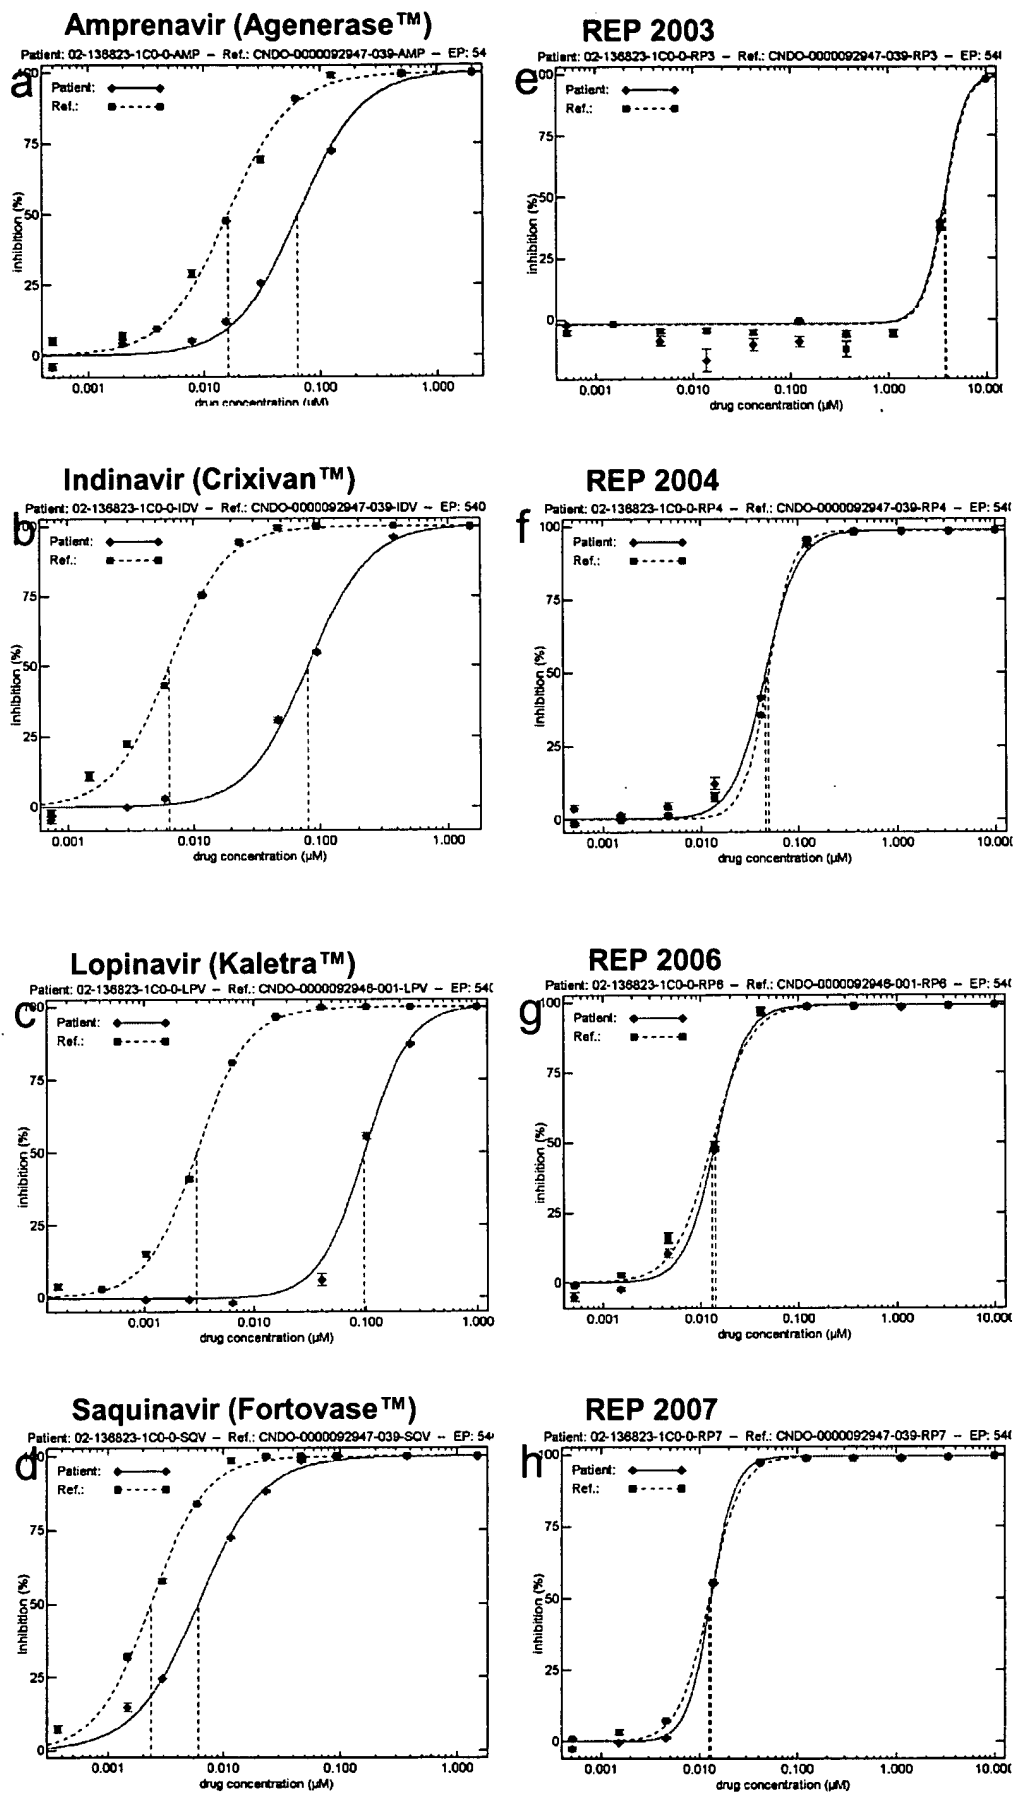 Amprenavir (Agenerase™)
Patient: 02-136823-1C0-0-AMP – Ref.: CNDO-0000092947-039-AMP – EP: 54
a
100
Patient:
Ref.:
75
50
25
0
inhibition (%)
0.001 0.010 0.100 1.000
drug concentration (µM)
Indinavir (Crixivan™)
Patient: 02-136823-1C0-0-IDV – Ref.: CNDO-0000092947-039-IDV – EP: 540
b
100
Patient:
Ref.:
75
50
25
0
inhibition (%)
0.001 0.010 0.100 1.000
drug concentration (µM)
Lopinavir (Kaletra™)
Patient: 02-136823-1C0-0-LPV – Ref.: CNDO-0000092946-001-LPV – EP: 540
c
100
Patient:
Ref.:
75
50
25
0
inhibition (%)
0.001 0.010 0.100 1.000
drug concentration (µM)
Saquinavir (Fortovase™)
Patient: 02-136823-1C0-0-SQV – Ref.: CNDO-0000092947-039-SQV – EP: 54
d
100
Patient:
Ref.:
75
50
25
0
inhibition (%)
0.001 0.010 0.100 1.000
drug concentration (µM)
REP 2003
Patient: 02-136823-1C0-0-RP3 – Ref.: CNDO-0000092947-039-RP3 – EP: 540
e
100
Patient:
Ref.:
75
50
25
0
inhibition (%)
0.001 0.010 0.100 1.000 10.00
drug concentration (µM)
REP 2004
Patient: 02-136823-1C0-0-RP4 – Ref.: CNDO-0000092947-039-RP4 – EP: 540
f
100
Patient:
Ref.:
75
50
25
0
inhibition (%)
0.001 0.010 0.100 1.000 10.000
drug concentration (µM)
REP 2006
Patient: 02-136823-1C0-0-RP6 – Ref.: CNDO-0000092946-001-RP6 – EP: 540
g
100
Patient:
Ref.:
75
50
25
0
inhibition (%)
0.001 0.010 0.100 1.000 10.000
drug concentration (µM)
REP 2007
Patient: 02-136823-1C0-0-RP7 – Ref.: CNDO-0000092947-039-RP7 – EP: 540
h
100
Patient:
Ref.:
75
50
25
0
inhibition (%)
0.001 0.010 0.100 1.000 10.000
drug concentration (µM)